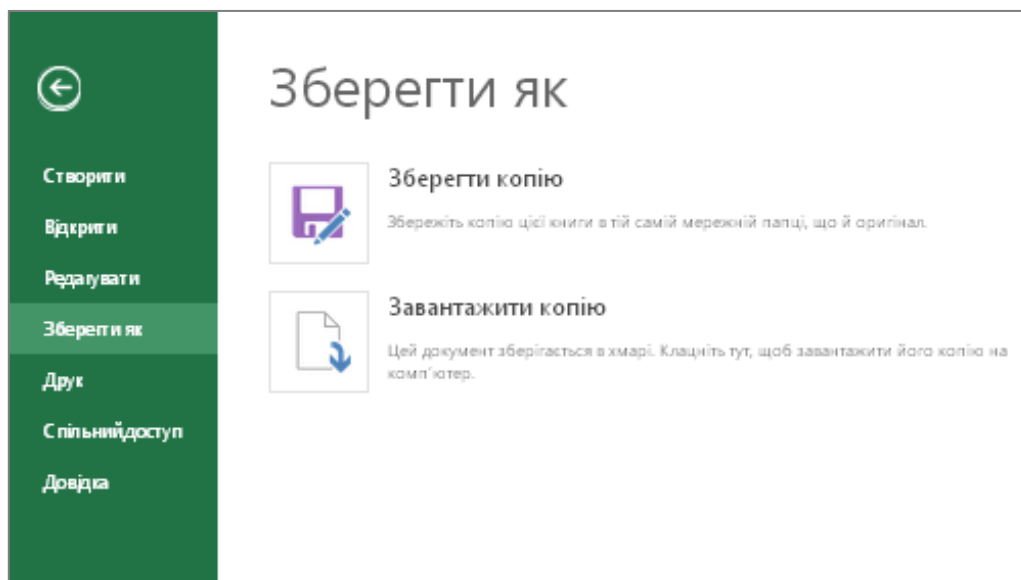 Зберегти як
Створити
Відкрити
Редагувати
Зберегти як
Друк
Спільний доступ
Довідка
Зберегти копію
Збережіть копію цієї книги в тій самій мережній папці, що й оригінал.
Завантажити копію
Цей документ зберігається в хмарі. Клацніть тут, щоб завантажити його копію на
комп'ютер.